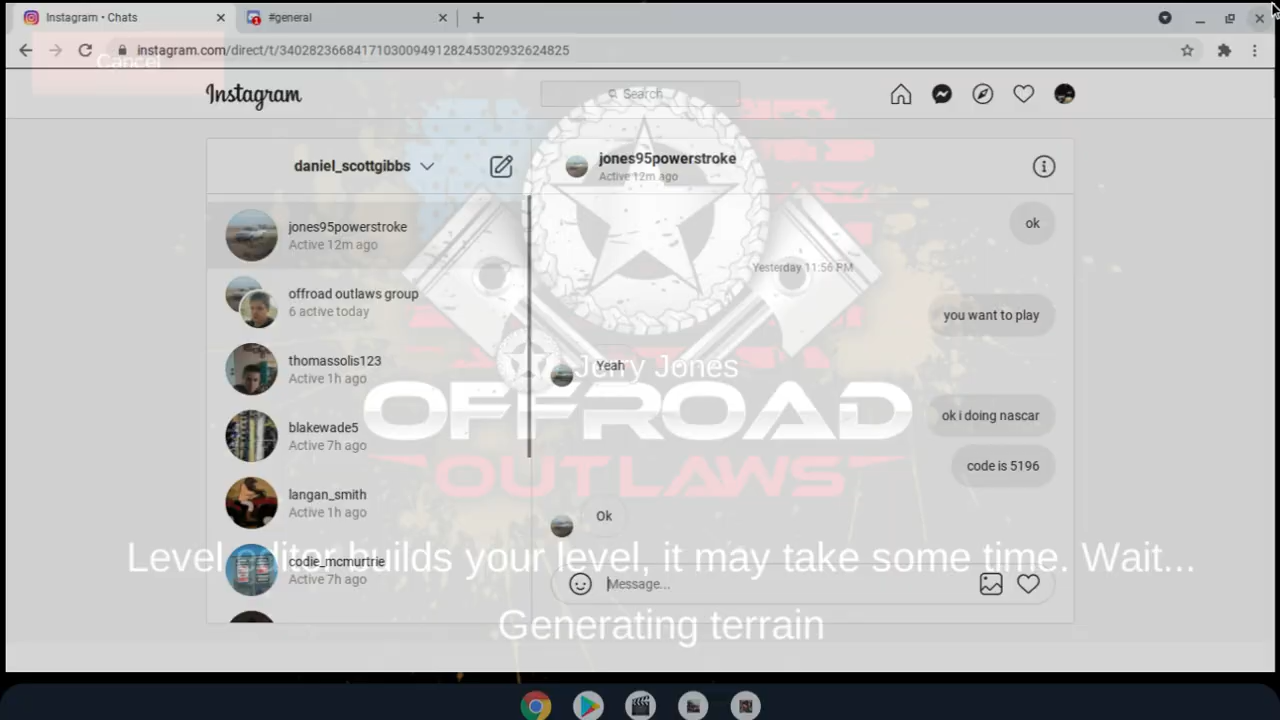 Instagram • Chats
#general
instagram.com/direct/t/340282366841710300949128245302932624825
Cancel
Instagram
Search
daniel_scottgibbs
jones95powerstroke
Active 12m ago
jones95powerstroke
Active 12m ago
ok
Yesterday 11:56 PM
offroad outlaws group
6 active today
you want to play
thomassolis123
Active 1h ago
Yeah
Jerry Jones
OFFROAD
OUTLAWS
ok i doing nascar
blakewade5
Active 7h ago
code is 5196
langan_smith
Active 1h ago
Ok
Level editor builds your level, it may take some time. Wait...
codie_mcmurtrie
Active 7h ago
Message...
Generating terrain